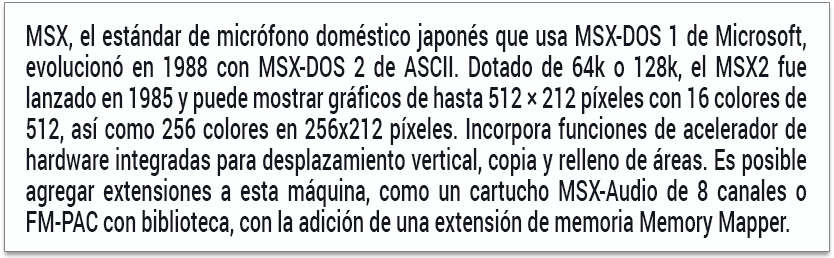 MSX, el estándar de micrófono doméstico japonés que usa MSX-DOS 1 de Microsoft,
evolucionó en 1988 con MSX-DOS 2 de ASCII. Dotado de 64k o 128k, el MSX2 fue
lanzado en 1985 y puede mostrar gráficos de hasta 512 × 212 píxeles con 16 colores de
512, así como 256 colores en 256x212 píxeles. Incorpora funciones de acelerador de
hardware integradas para desplazamiento vertical, copia y relleno de áreas. Es posible
agregar extensiones a esta máquina, como un cartucho MSX-Audio de 8 canales o
FM-PAC con biblioteca, con la adición de una extensión de memoria Memory Mapper.